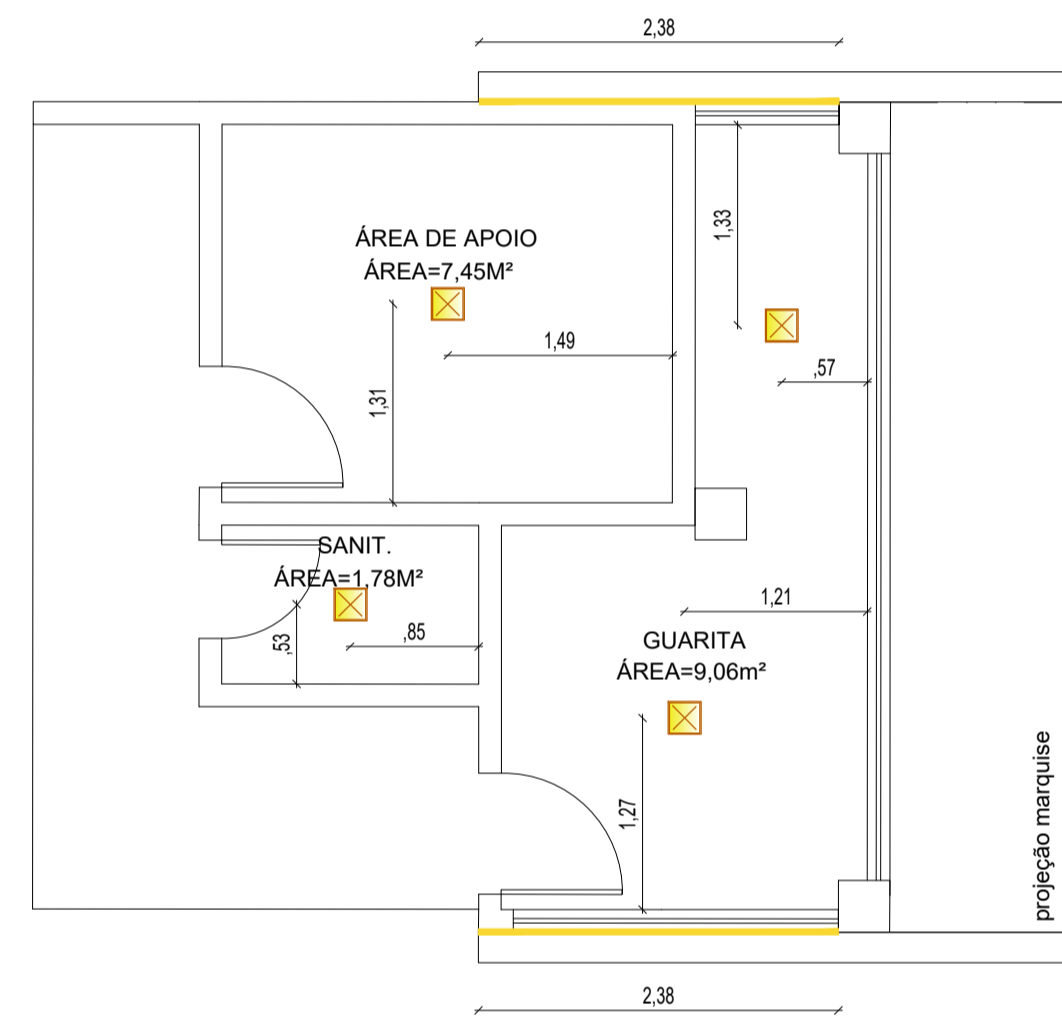 2,38
1,33
ÁREA DE APOIO
ÁREA=7,45M²
1,49
,57
1,31
SANIT.
ÁREA=1,78M²
1,21
,53
,85
GUARITA
ÁREA=9,06m²
1,27
projeção marquise
2,38